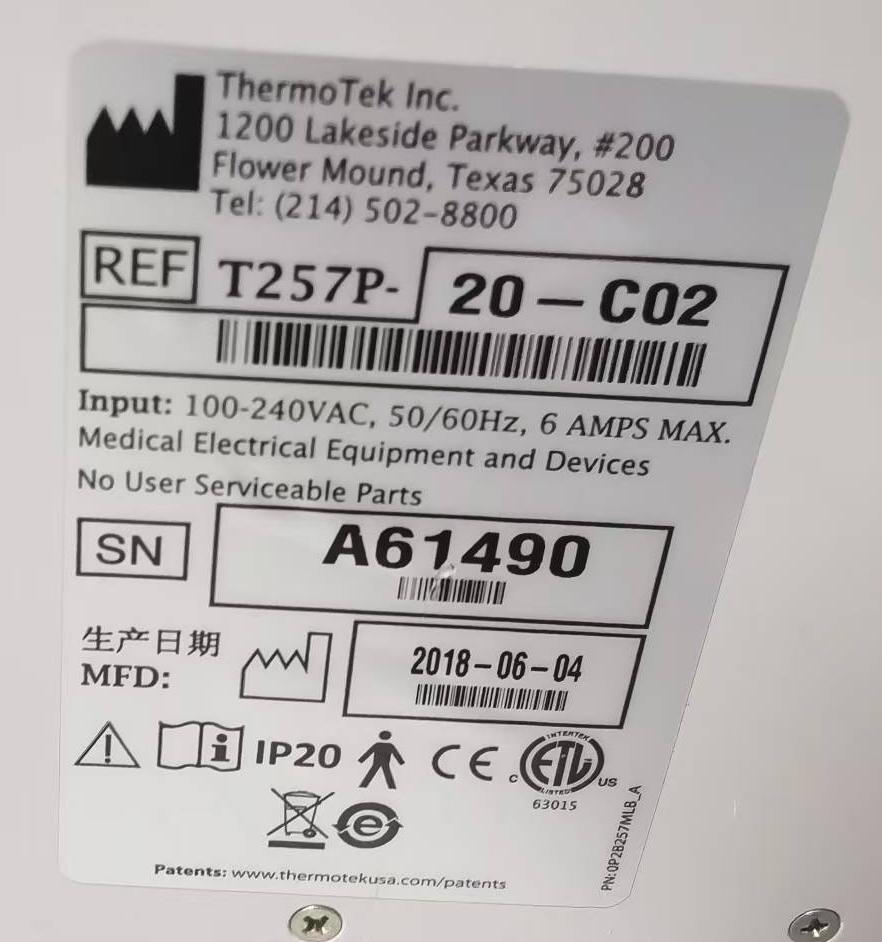 ThermoTek Inc.
1200 Lakeside Parkway, #200
Flower Mound, Texas 75028
Tel: (214) 502-8800
REF T257P- 20-C02
Input: 100-240VAC, 50/60Hz, 6 AMPS MAX.
Medical Electrical Equipment and Devices
No User Serviceable Parts
SN A61490
生产日期
MFD: 2018-06-04
IP20 CE c INTERTEK ETL LISTED US
63015
Patents: www.thermotekusa.com/patents
PN:0P2B257MLB_A